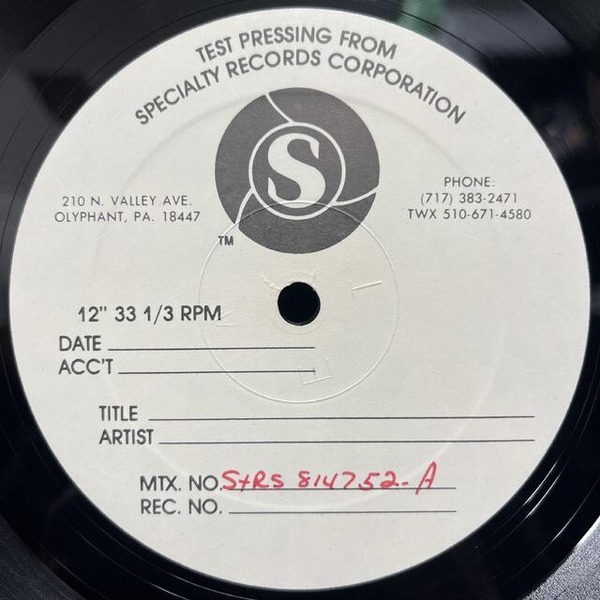 TEST PRESSING FROM
SPECIALTY RECORDS CORPORATION
S
210 N. VALLEY AVE.
OLYPHANT, PA. 18447
PHONE:
(717) 383-2471
TWX 510-671-4580
TM
12" 33 1/3 RPM
DATE
ACC'T
TITLE
ARTIST
MTX. NO. StRS 814752-A
REC. NO.